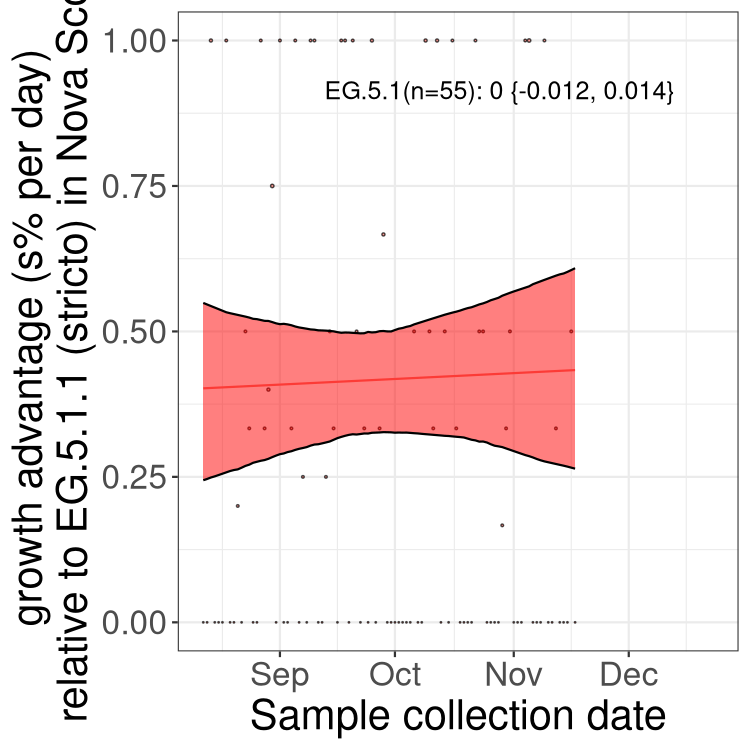 growth advantage (s% per day)
relative to EG.5.1.1 (stricto) in Nova Sco
1.00
0.75
0.50
0.25
0.00
EG.5.1(n=55): 0 {-0.012, 0.014}
Sep Oct Nov Dec
Sample collection date